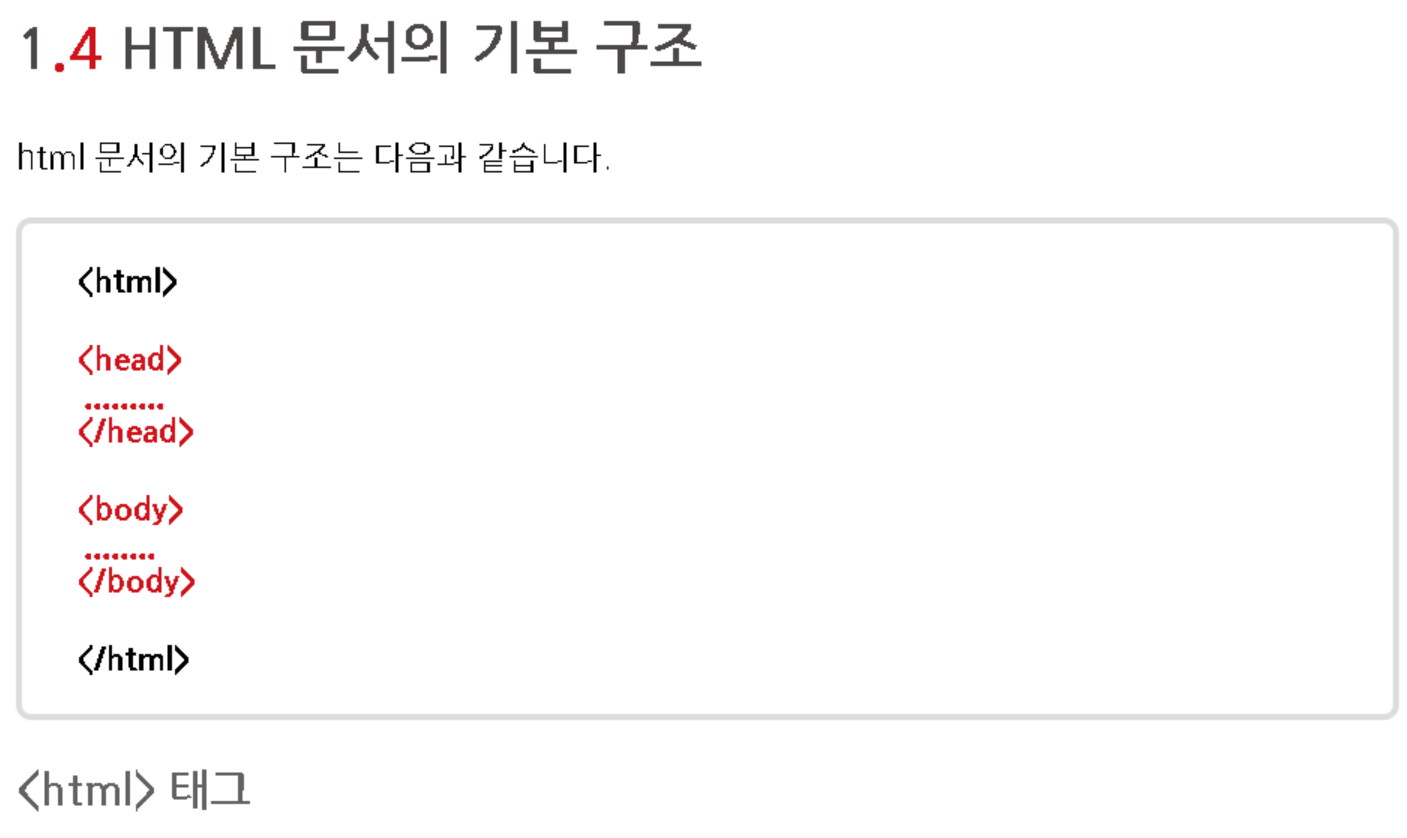 1.4 HTML 문서의 기본 구조
html 문서의 기본 구조는 다음과 같습니다.
<html>
<head>
.........
</head>
<body>
........
</body>
</html>
<html> 태그